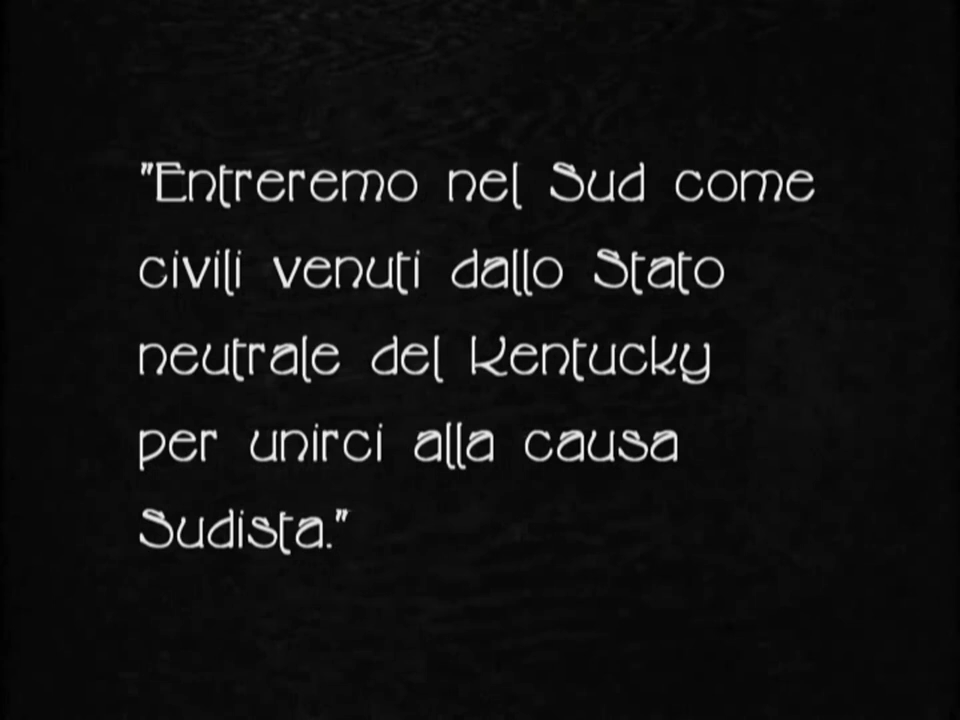 "Entreremo nel Sud come
civili venuti dallo Stato
neutrale del Kentucky
per unirci alla causa
Sudista."